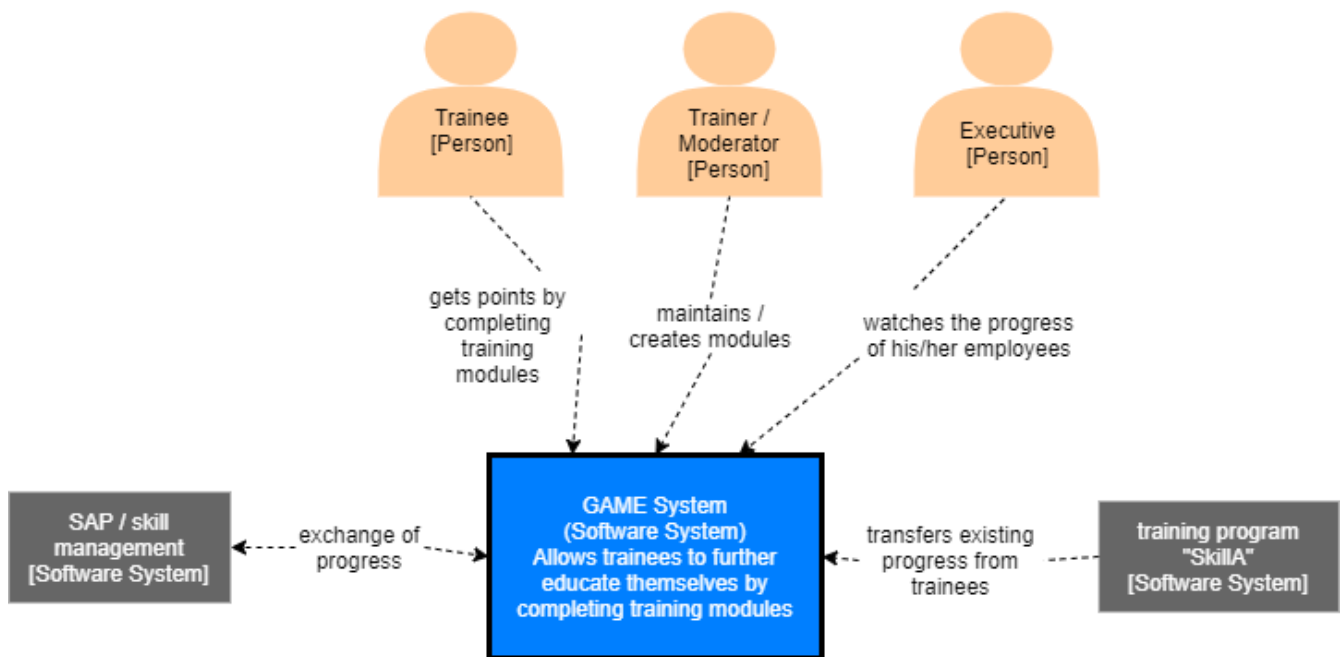 Trainee
[Person]
Trainer /
Moderator
[Person]
Executive
[Person]
gets points by
completing
training
modules
maintains /
creates modules
watches the progress
of his/her employees
SAP / skill
management
[Software System]
exchange of
progress
GAME System
(Software System)
Allows trainees to further
educate themselves by
completing training modules
transfers existing
progress from
trainees
training program
"SkillA"
[Software System]